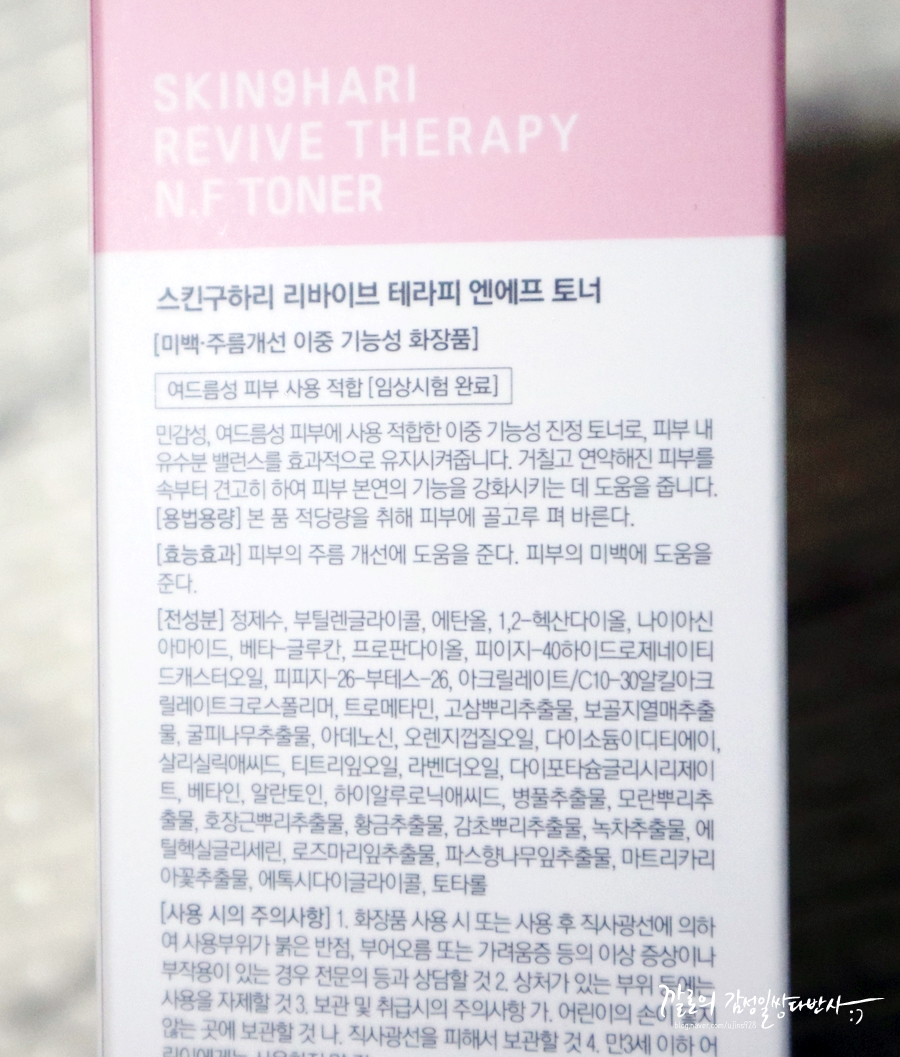 SKIN9HARI
REVIVE THERAPY
N.F TONER
스킨구하리 리바이브 테라피 엔에프 토너
[미백·주름개선 이중 기능성 화장품]
여드름성 피부 사용 적합 [임상시험 완료]
민감성, 여드름성 피부에 사용 적합한 이중 기능성 진정 토너로, 피부 내
유수분 밸런스를 효과적으로 유지시켜줍니다. 거칠고 연약해진 피부를
속부터 견고히 하여 피부 본연의 기능을 강화시키는 데 도움을 줍니다.
[용법용량] 본 품 적당량을 취해 피부에 골고루 펴 바른다.
[효능효과] 피부의 주름 개선에 도움을 준다. 피부의 미백에 도움을
준다.
[전성분] 정제수, 부틸렌글라이콜, 에탄올, 1,2-헥산다이올, 나이아신
아마이드, 베타-글루칸, 프로판다이올, 피이지-40하이드로제네이티
드캐스터오일, 피피지-26-부테스-26, 아크릴레이트/C10-30알킬아크
릴레이트크로스폴리머, 트로메타민, 고삼뿌리추출물, 보골지열매추출
물, 굴피나무추출물, 아데노신, 오렌지껍질오일, 다이소듐이디티에이,
살리실릭애씨드, 티트리잎오일, 라벤더오일, 다이포타슘글리시리제이
트, 베타인, 알란토인, 하이알루로닉애씨드, 병풀추출물, 모란뿌리추
출물, 호장근뿌리추출물, 황금추출물, 감초뿌리추출물, 녹차추출물, 에
틸헥실글리세린, 로즈마리잎추출물, 파스향나무잎추출물, 마트리카리
아꽃추출물, 에톡시다이글라이콜, 토타롤
[사용 시의 주의사항] 1. 화장품 사용 시 또는 사용 후 직사광선에 의하
여 사용부위가 붉은 반점, 부어오름 또는 가려움증 등의 이상 증상이나
부작용이 있는 경우 전문의 등과 상담할 것 2. 상처가 있는 부위 등에는
사용을 자제할 것 3. 보관 및 취급시의 주의사항 가. 어린이의 손이 닿지
않는 곳에 보관할 것 나. 직사광선을 피해서 보관할 것 4. 만3세 이하 어
깔롱의 감성일쌍다반사